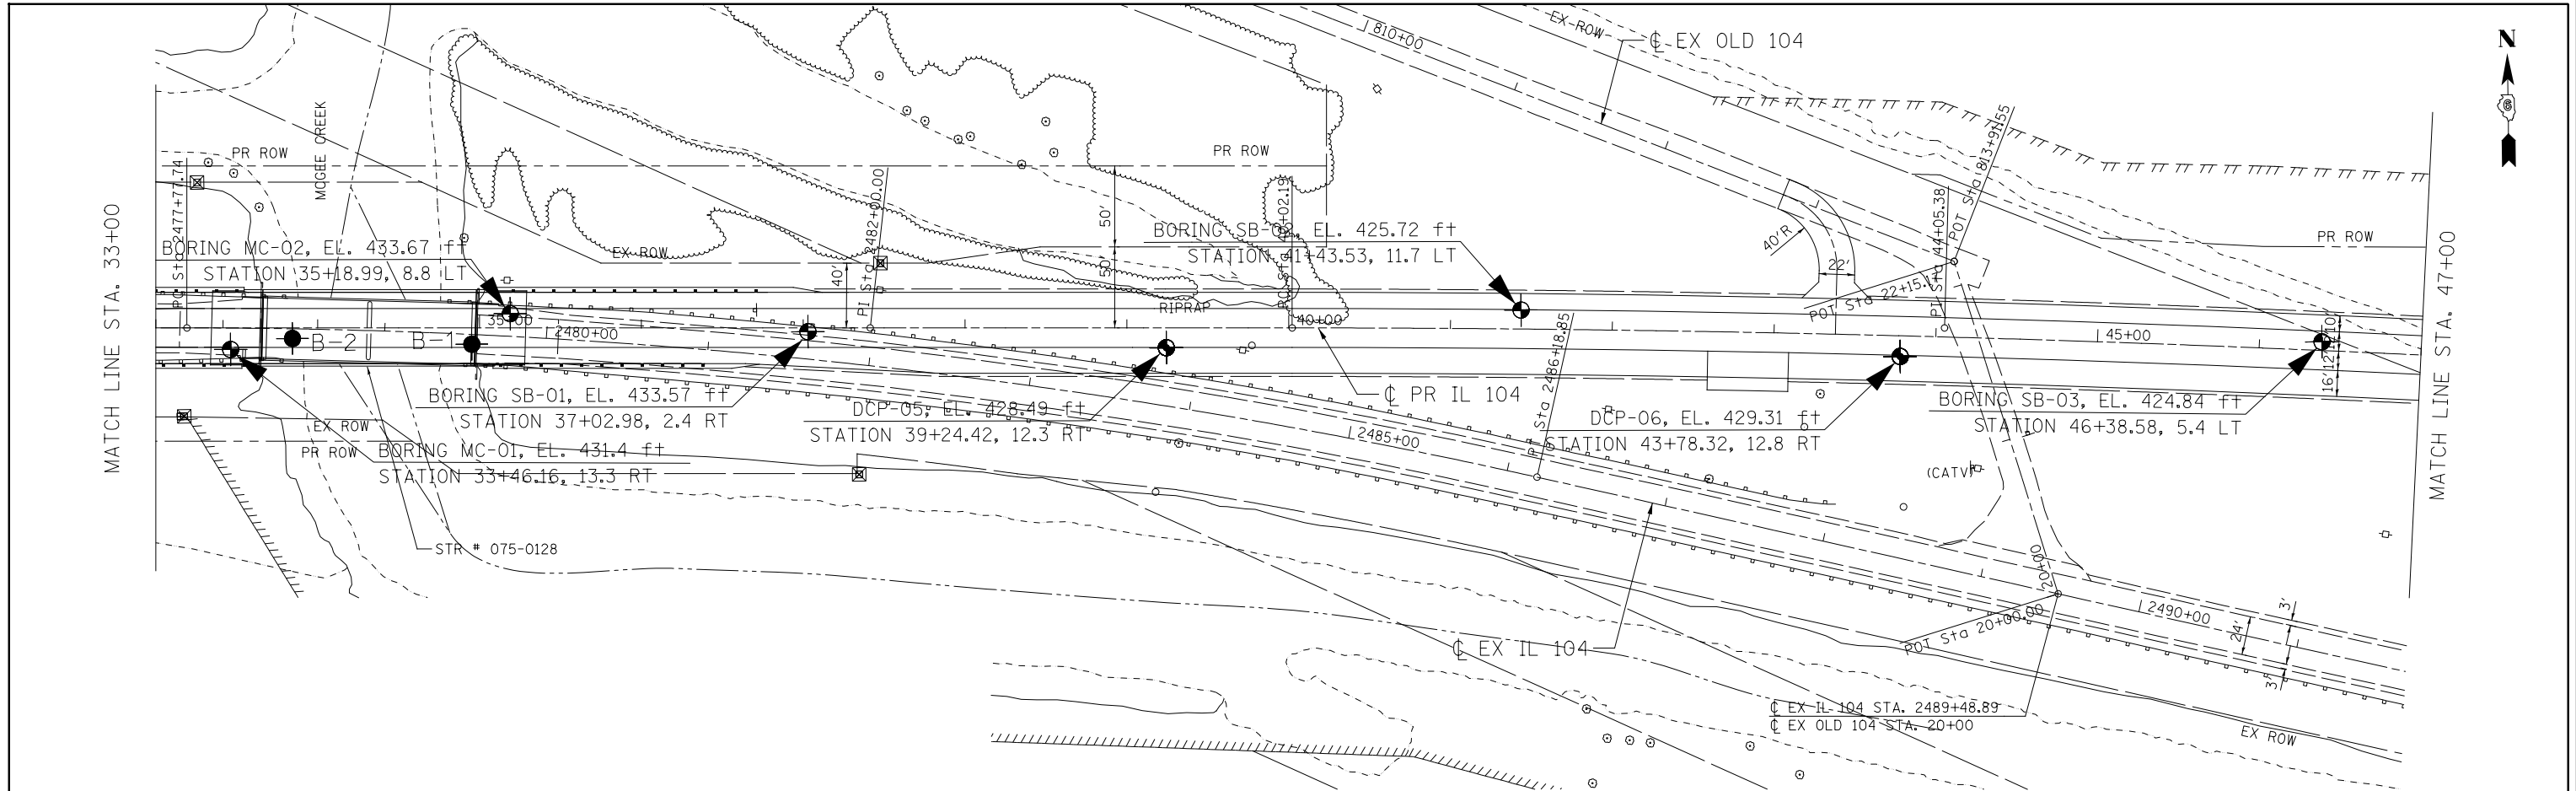 EX-ROW
810+00
℄ EX OLD 104
N
MCGEE CREEK
PR ROW
PR ROW
POT Sta 813+91.55
MATCH LINE STA. 33+00
PC Sta 2477+77.74
PI Sta 2482+00.00
50'
50'
40'
40'R
22'
BORING MC-02, EL. 433.67 ft
STATION 35+18.99, 8.8 LT
EX ROW
BORING SB-02, EL. 425.72 ft
STATION 41+43.53, 11.7 LT
PT Sta 44+05.38
POT Sta 22+15.
PR ROW
MATCH LINE STA. 47+00
RIPRAP
35+00
2480+00
40+00
45+00
B-2
B-1
10'
12'
12'
16'
℄ PR IL 104
Sta 2486+18.85
BORING SB-01, EL. 433.57 ft
STATION 37+02.98, 2.4 RT
DCP-05, EL. 428.49 ft
STATION 39+24.42, 12.3 RT
DCP-06, EL. 429.31 ft
STATION 43+78.32, 12.8 RT
BORING SB-03, EL. 424.84 ft
STATION 46+38.58, 5.4 LT
EX ROW
PR ROW
BORING MC-01, EL. 431.4 ft
STATION 33+46.16, 13.3 RT
2485+00
(CATV)
STR # 075-0128
20+00
POT Sta 20+00.00
2490+00
3'
24'
3'
℄ EX IL 104
℄ EX IL 104 STA. 2489+48.89
℄ EX OLD 104 STA. 20+00
EX ROW